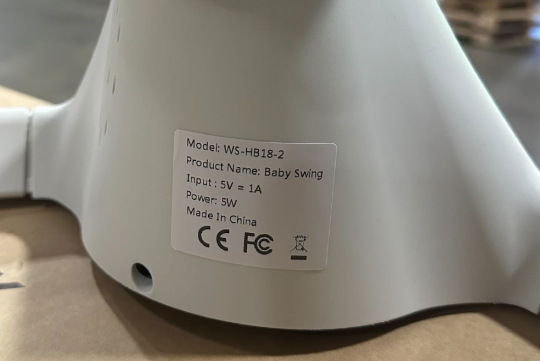 Model: WS-HB18-2
Product Name: Baby Swing
Input : 5V = 1A
Power: 5W
Made In China
CE FC